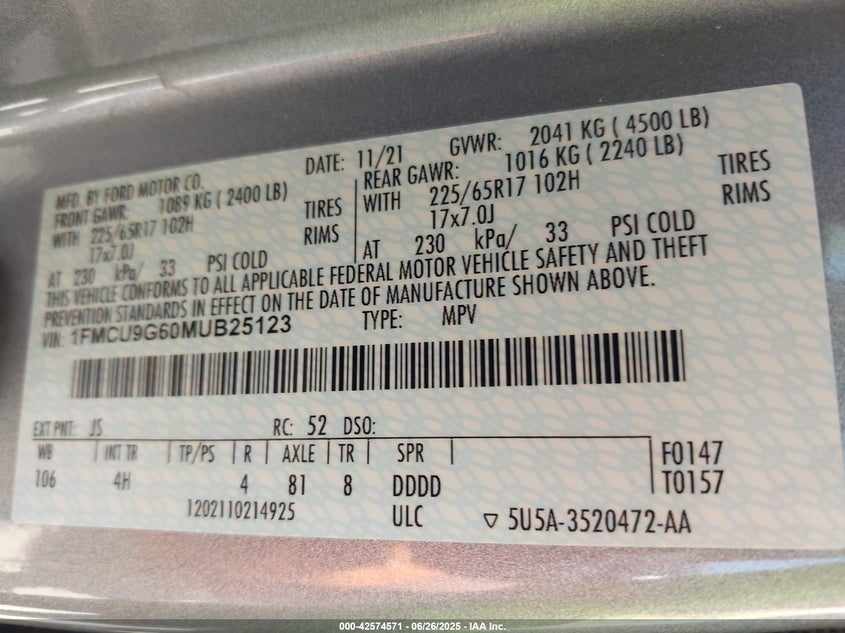 MFD. BY FORD MOTOR CO. DATE: 11/21 GVWR: 2041 KG ( 4500 LB)
FRONT GAWR: 1089 KG ( 2400 LB) REAR GAWR: 1016 KG ( 2240 LB)
WITH 225/65R17 102H TIRES WITH 225/65R17 102H TIRES
17x7.0J RIMS 17x7.0J RIMS
AT 230 kPa/ 33 PSI COLD AT 230 kPa/ 33 PSI COLD
THIS VEHICLE CONFORMS TO ALL APPLICABLE FEDERAL MOTOR VEHICLE SAFETY AND THEFT
PREVENTION STANDARDS IN EFFECT ON THE DATE OF MANUFACTURE SHOWN ABOVE.
VIN: 1FMCU9G60MUB25123 TYPE: MPV
EXT PNT: JS RC: 52 DSO:
WB INT TR TP/PS R AXLE TR SPR F0147
106 4H 4 81 8 DDDD T0157
1202110214925 ULC ▽ 5U5A-3520472-AA
000-42574571 - 06/26/2025 - IAA Inc.